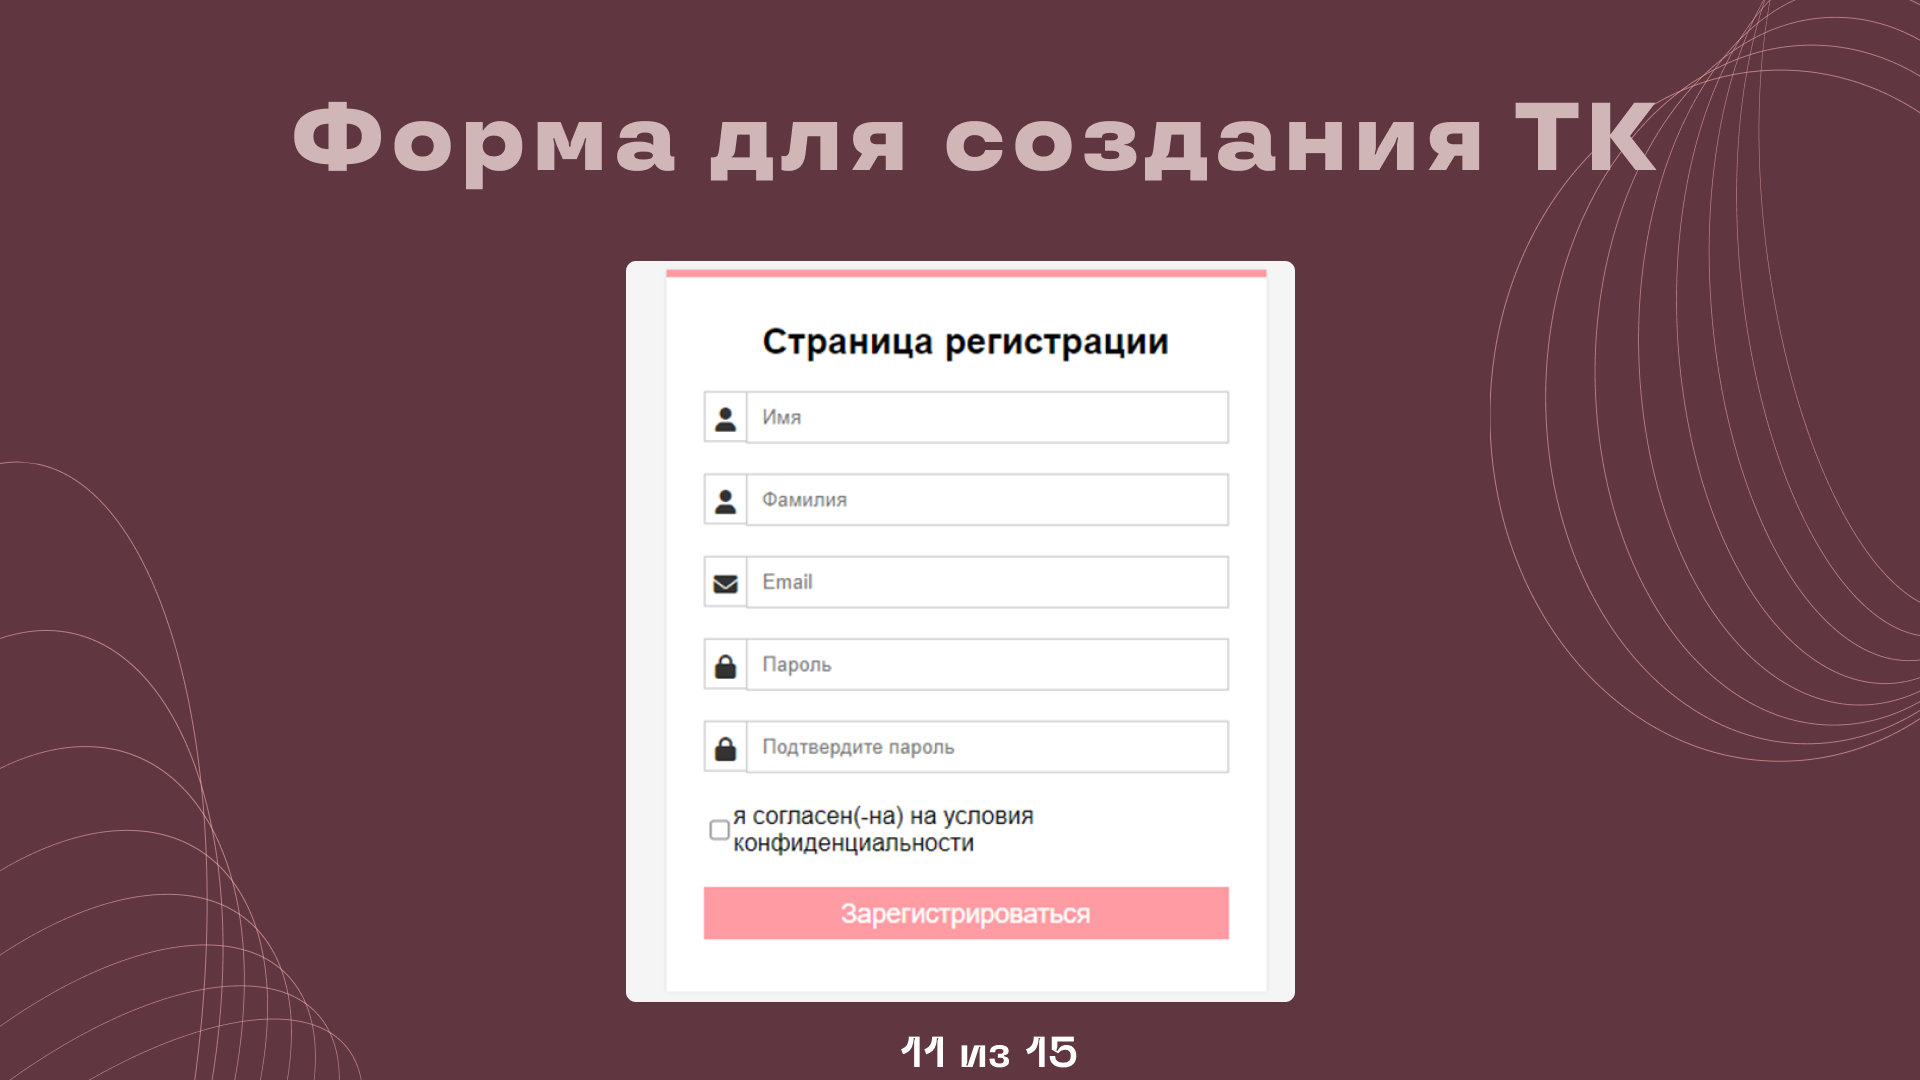 Форма для создания ТК
Страница регистрации
Имя
Фамилия
Email
Пароль
Подтвердите пароль
я согласен(-на) на условия
конфиденциальности
Зарегистрироваться
11 из 15